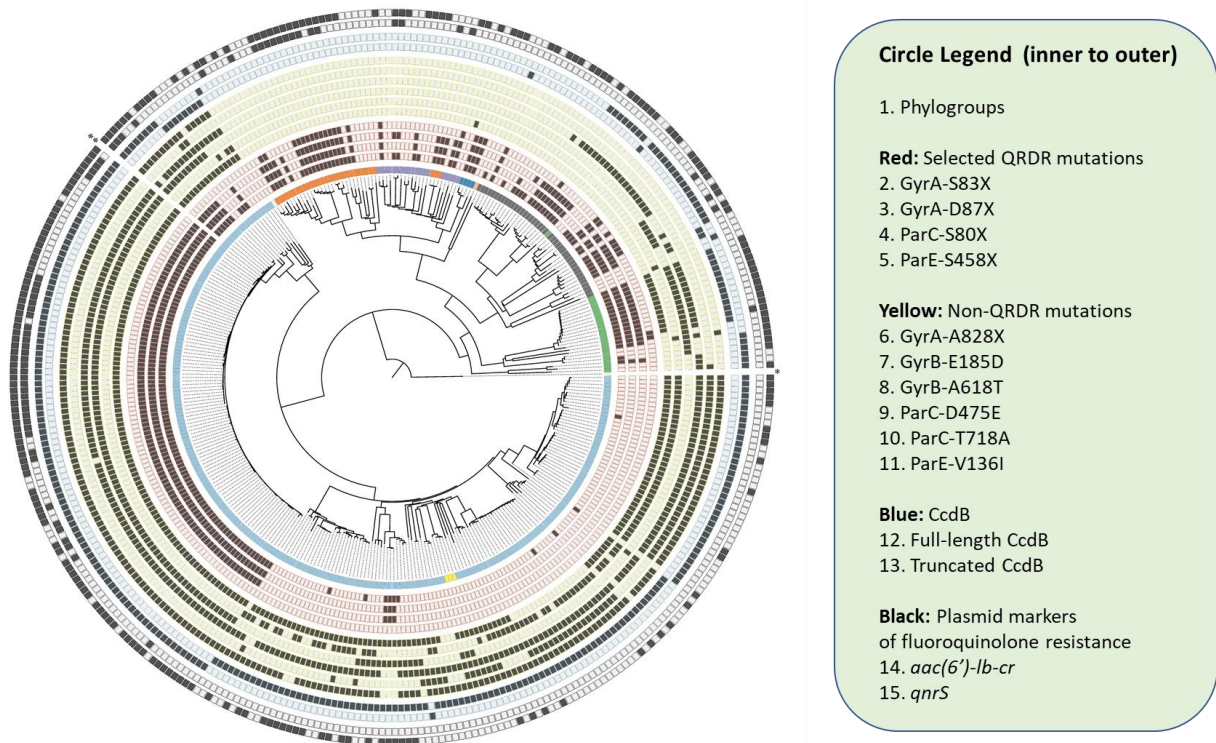 **
*
Circle Legend (inner to outer)
1. Phylogroups
Red: Selected QRDR mutations
2. GyrA-S83X
3. GyrA-D87X
4. ParC-S80X
5. ParE-S458X
Yellow: Non-QRDR mutations
6. GyrA-A828X
7. GyrB-E185D
8. GyrB-A618T
9. ParC-D475E
10. ParC-T718A
11. ParE-V136I
Blue: CcdB
12. Full-length CcdB
13. Truncated CcdB
Black: Plasmid markers
of fluoroquinolone resistance
14. aac(6')-lb-cr
15. qnrS